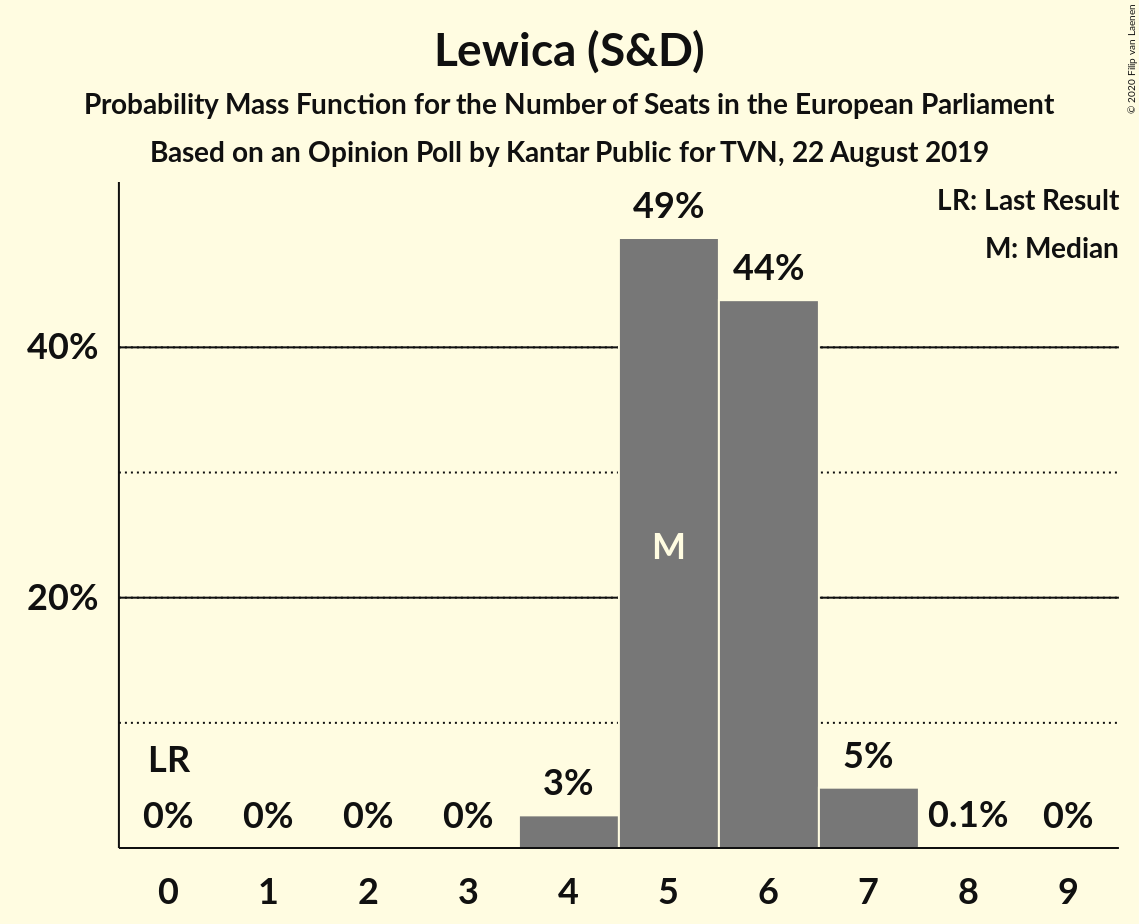 Lewica (S&D)
Probability Mass Function for the Number of Seats in the European Parliament
Based on an Opinion Poll by Kantar Public for TVN, 22 August 2019
© 2020 Filip van Laenen
LR: Last Result
M: Median
49%
44%
40%
M
20%
LR
0% 0% 0% 0% 3% 5% 0.1% 0%
0 1 2 3 4 5 6 7 8 9